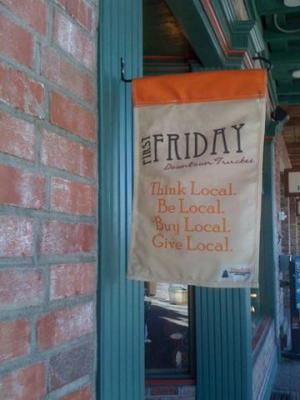 FIRST FRIDAY
Downtown Truckee
Think Local.
Be Local.
Buy Local.
Give Local.